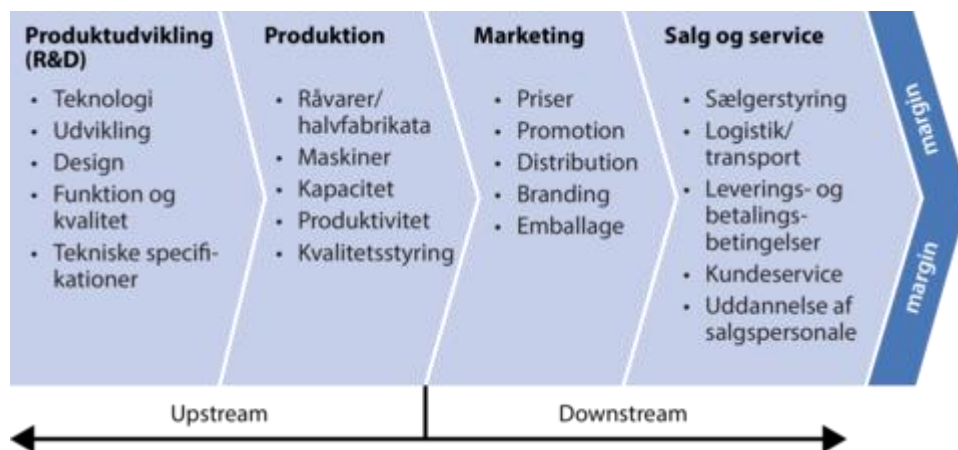 Produktudvikling
(R&D)
• Teknologi
• Udvikling
• Design
• Funktion og
kvalitet
• Tekniske specifi-
kationer
Produktion
• Råvarer/
halvfabrikata
• Maskiner
• Kapacitet
• Produktivitet
• Kvalitetsstyring
Marketing
• Priser
• Promotion
• Distribution
• Branding
• Emballage
Salg og service
• Sælgerstyring
• Logistik/
transport
• Leverings- og
betalings-
betingelser
• Kundeservice
• Uddannelse af
salgspersonale
margin
margin
Upstream
Downstream